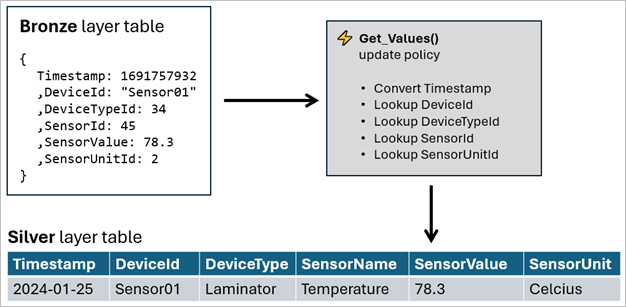 Bronze layer table
{
Timestamp: 1691757932
,DeviceId: "Sensor01"
,DeviceTypeId: 34
,SensorId: 45
,SensorValue: 78.3
,SensorUnitId: 2
}
Get_Values()
update policy
• Convert Timestamp
• Lookup DeviceId
• Lookup DeviceTypeId
• Lookup SensorId
• Lookup SensorUnitId
Silver layer table
Timestamp DeviceId DeviceType SensorName SensorValue SensorUnit
2024-01-25 Sensor01 Laminator Temperature 78.3 Celcius